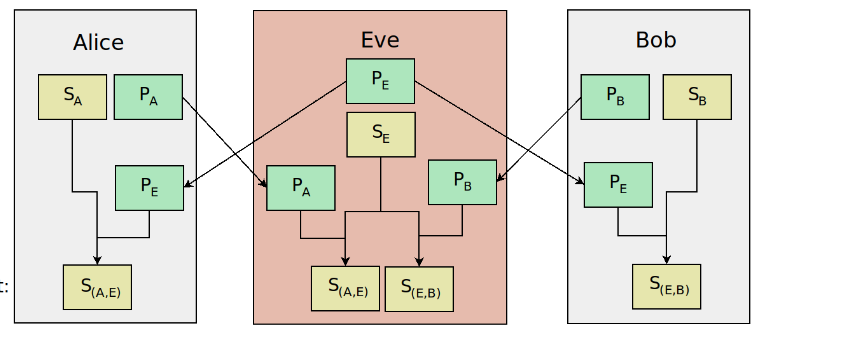 Alice
S_A
P_A
P_E
S_(A,E)
Eve
P_E
S_E
P_A
P_B
S_(A,E)
S_(E,B)
Bob
P_B
S_B
P_E
S_(E,B)